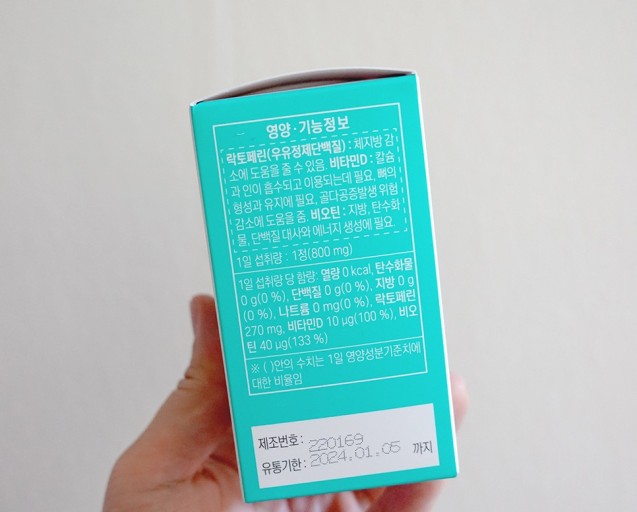 영양·기능정보
락토페린(우유정제단백질) : 체지방 감
소에 도움을 줄 수 있음. 비타민D : 칼슘
과 인이 흡수되고 이용되는데 필요, 뼈의
형성과 유지에 필요, 골다공증발생 위험
감소에 도움을 줌. 비오틴 : 지방, 탄수화
물, 단백질 대사와 에너지 생성에 필요.
1일 섭취량 : 1정(800 mg)
1일 섭취량 당 함량: 열량 0 kcal, 탄수화물
0 g(0 %), 단백질 0 g(0 %), 지방 0 g
(0 %), 나트륨 0 mg(0 %), 락토페린
270 mg, 비타민D 10 µg(100 %), 비오
틴 40 µg(133 %)
※ ( )안의 수치는 1일 영양성분기준치에
대한 비율임
제조번호 : 220169
유통기한 : 2024.01.05 까지